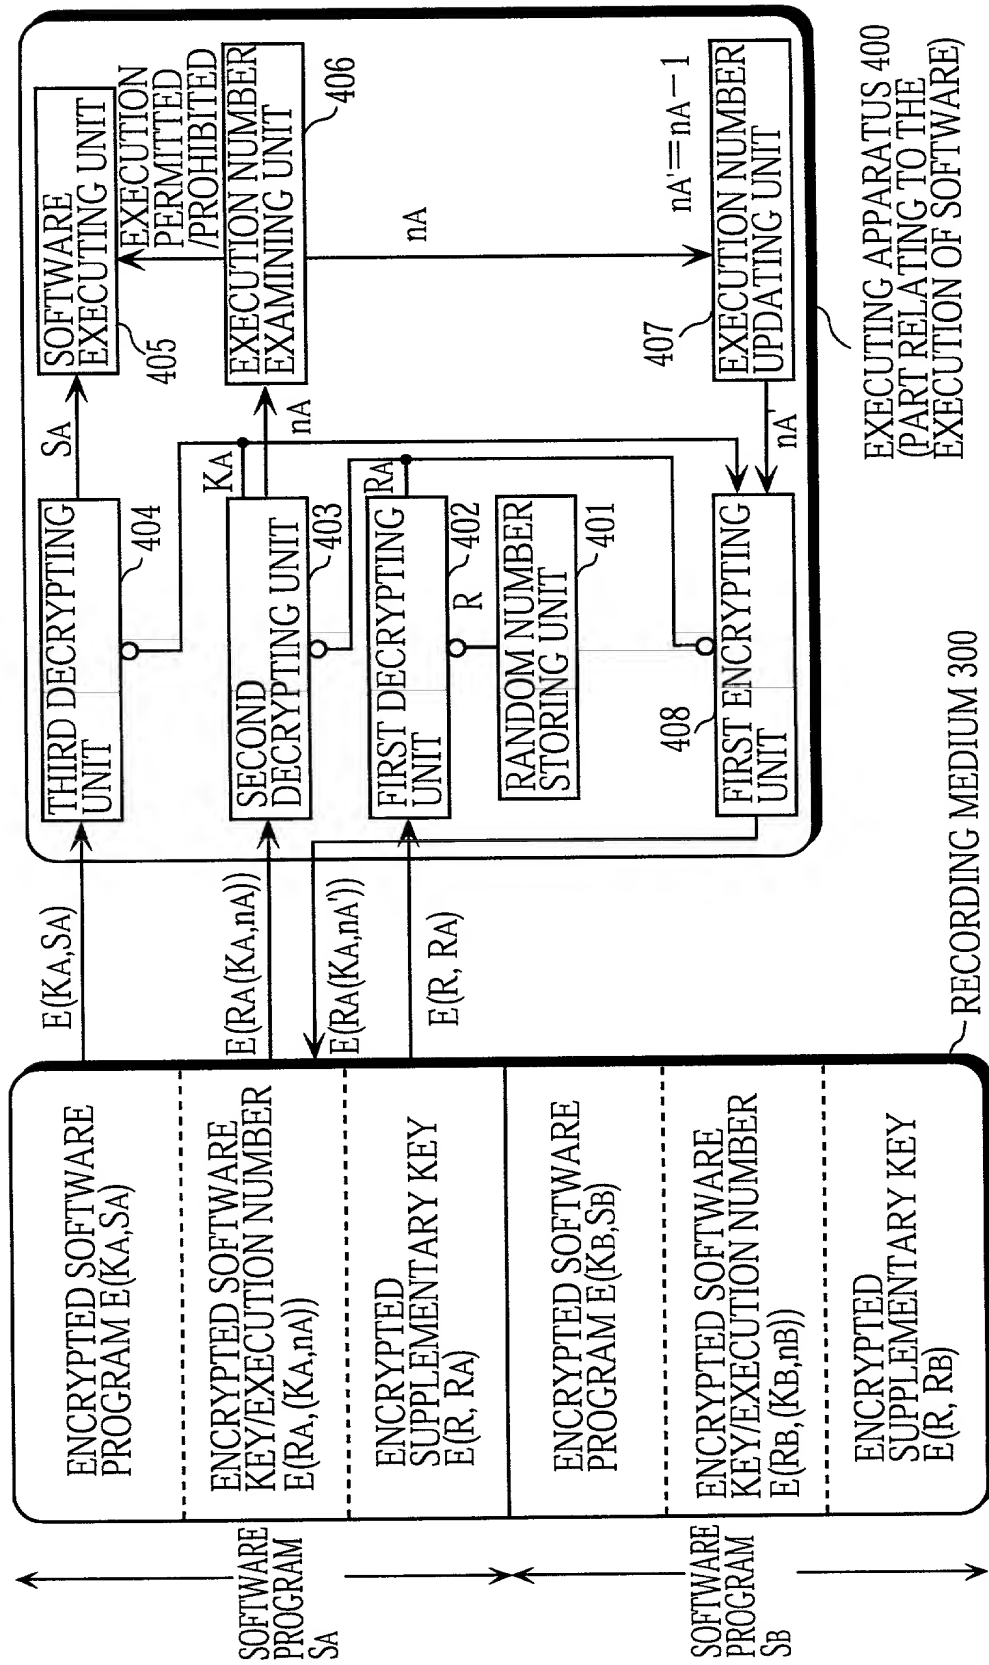 SOFTWARE
PROGRAM
SA
SOFTWARE
PROGRAM
SB
ENCRYPTED SOFTWARE
PROGRAM E(KA,SA)
ENCRYPTED SOFTWARE
KEY/EXECUTION NUMBER
E(RA,(KA,nA))
ENCRYPTED
SUPPLEMENTARY KEY
E(R, RA)
ENCRYPTED SOFTWARE
PROGRAM E(KB,SB)
ENCRYPTED SOFTWARE
KEY/EXECUTION NUMBER
E(RB,(KB,nB))
ENCRYPTED
SUPPLEMENTARY KEY
E(R, RB)
RECORDING MEDIUM 300
E(KA,SA)
E(RA(KA,nA))
E(RA(KA,nA'))
E(R, RA)
THIRD DECRYPTING
UNIT
404
SECOND
DECRYPTING UNIT
403
FIRST DECRYPTING
UNIT
402
R
RANDOM NUMBER
STORING UNIT
401
408
FIRST ENCRYPTING
UNIT
SA
KA
nA
RA
nA'
SOFTWARE
EXECUTING UNIT
405
EXECUTION
PERMITTED
/PROHIBITED
EXECUTION NUMBER
EXAMINING UNIT
406
nA
nA'=nA-1
407
EXECUTION NUMBER
UPDATING UNIT
EXECUTING APPARATUS 400
(PART RELATING TO THE
EXECUTION OF SOFTWARE)